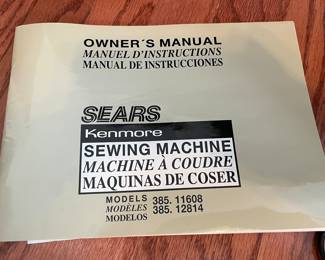 OWNER'S MANUAL
MANUEL D'INSTRUCTIONS
MANUAL DE INSTRUCCIONES
SEARS
Kenmore
SEWING MACHINE
MACHINE À COUDRE
MAQUINAS DE COSER
MODELS 385. 11608
MODÈLES 385. 12814
MODELOS